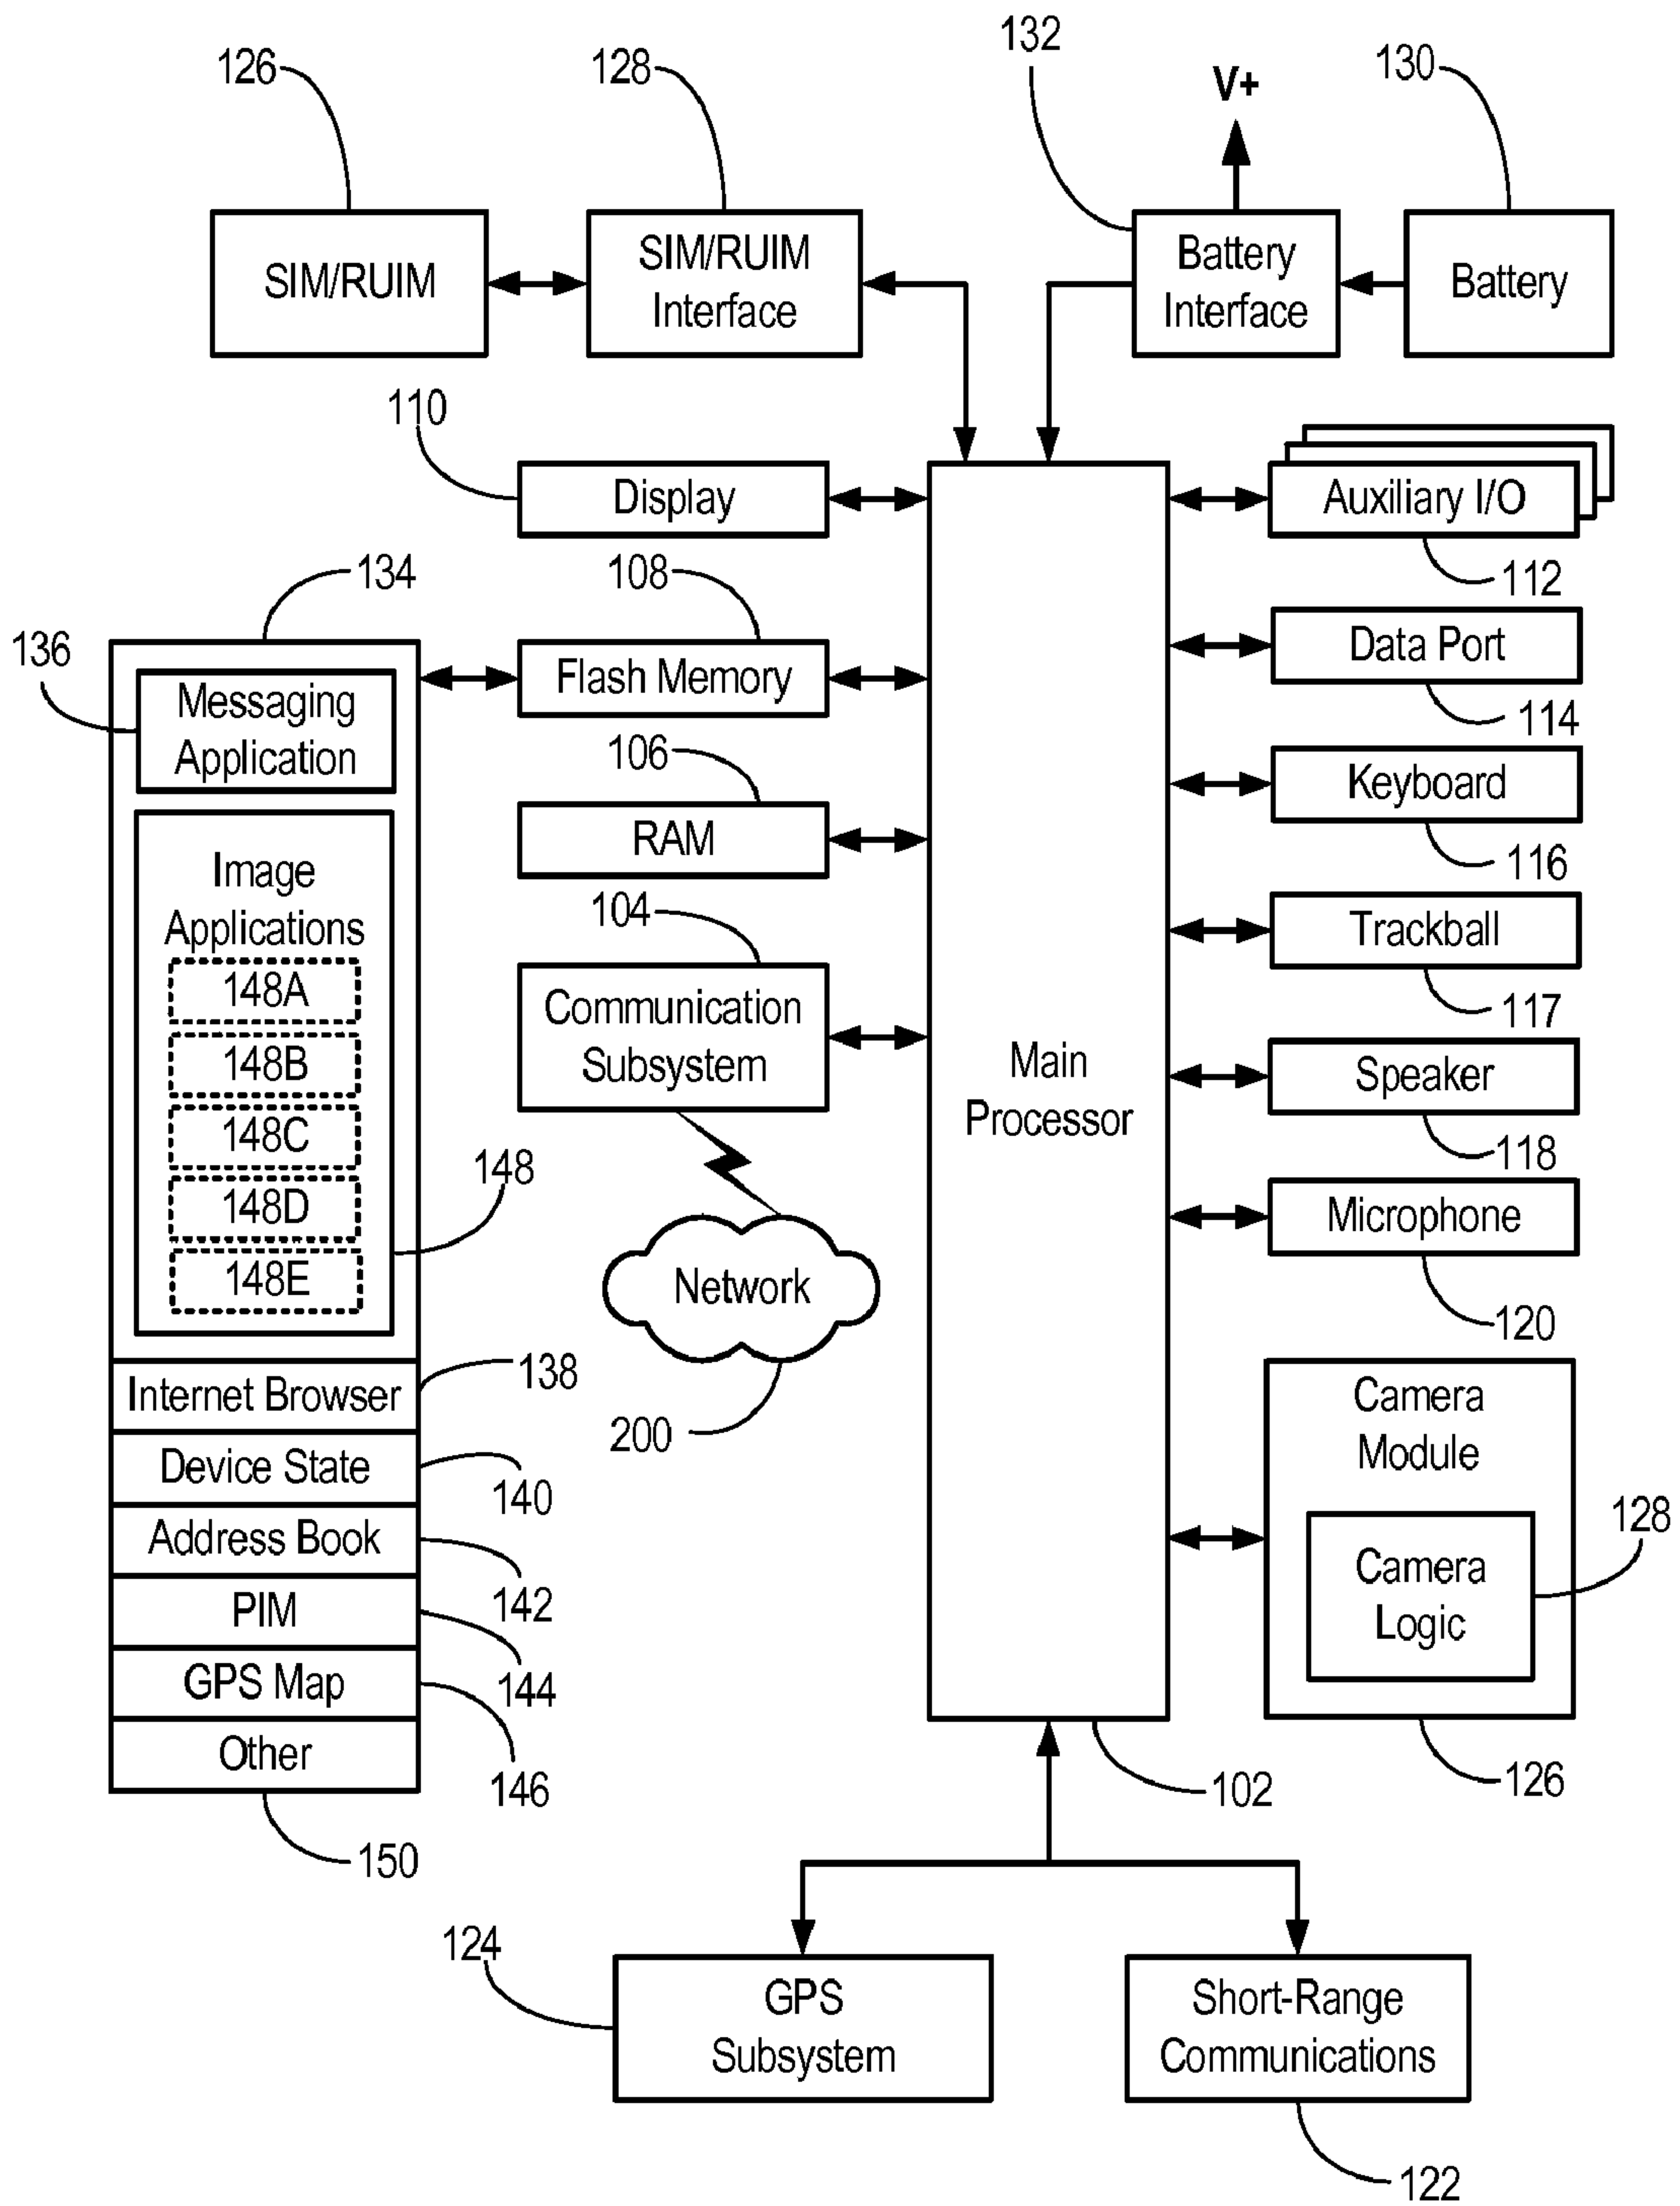 132
126
128
V+
130
SIM/RUIM
SIM/RUIM
Interface
Battery
Interface
Battery
110
Display
Auxiliary I/O
112
134
108
136
Messaging
Application
Flash Memory
Data Port
114
106
RAM
Keyboard
116
Image
Applications
148A
148B
148C
148D
148E
148
104
Communication
Subsystem
Trackball
117
Main
Processor
Speaker
118
Microphone
120
Network
200
Internet Browser
138
Device State
140
Address Book
142
PIM
144
GPS Map
146
Other
150
Camera
Module
128
Camera
Logic
126
102
124
GPS
Subsystem
Short-Range
Communications
122